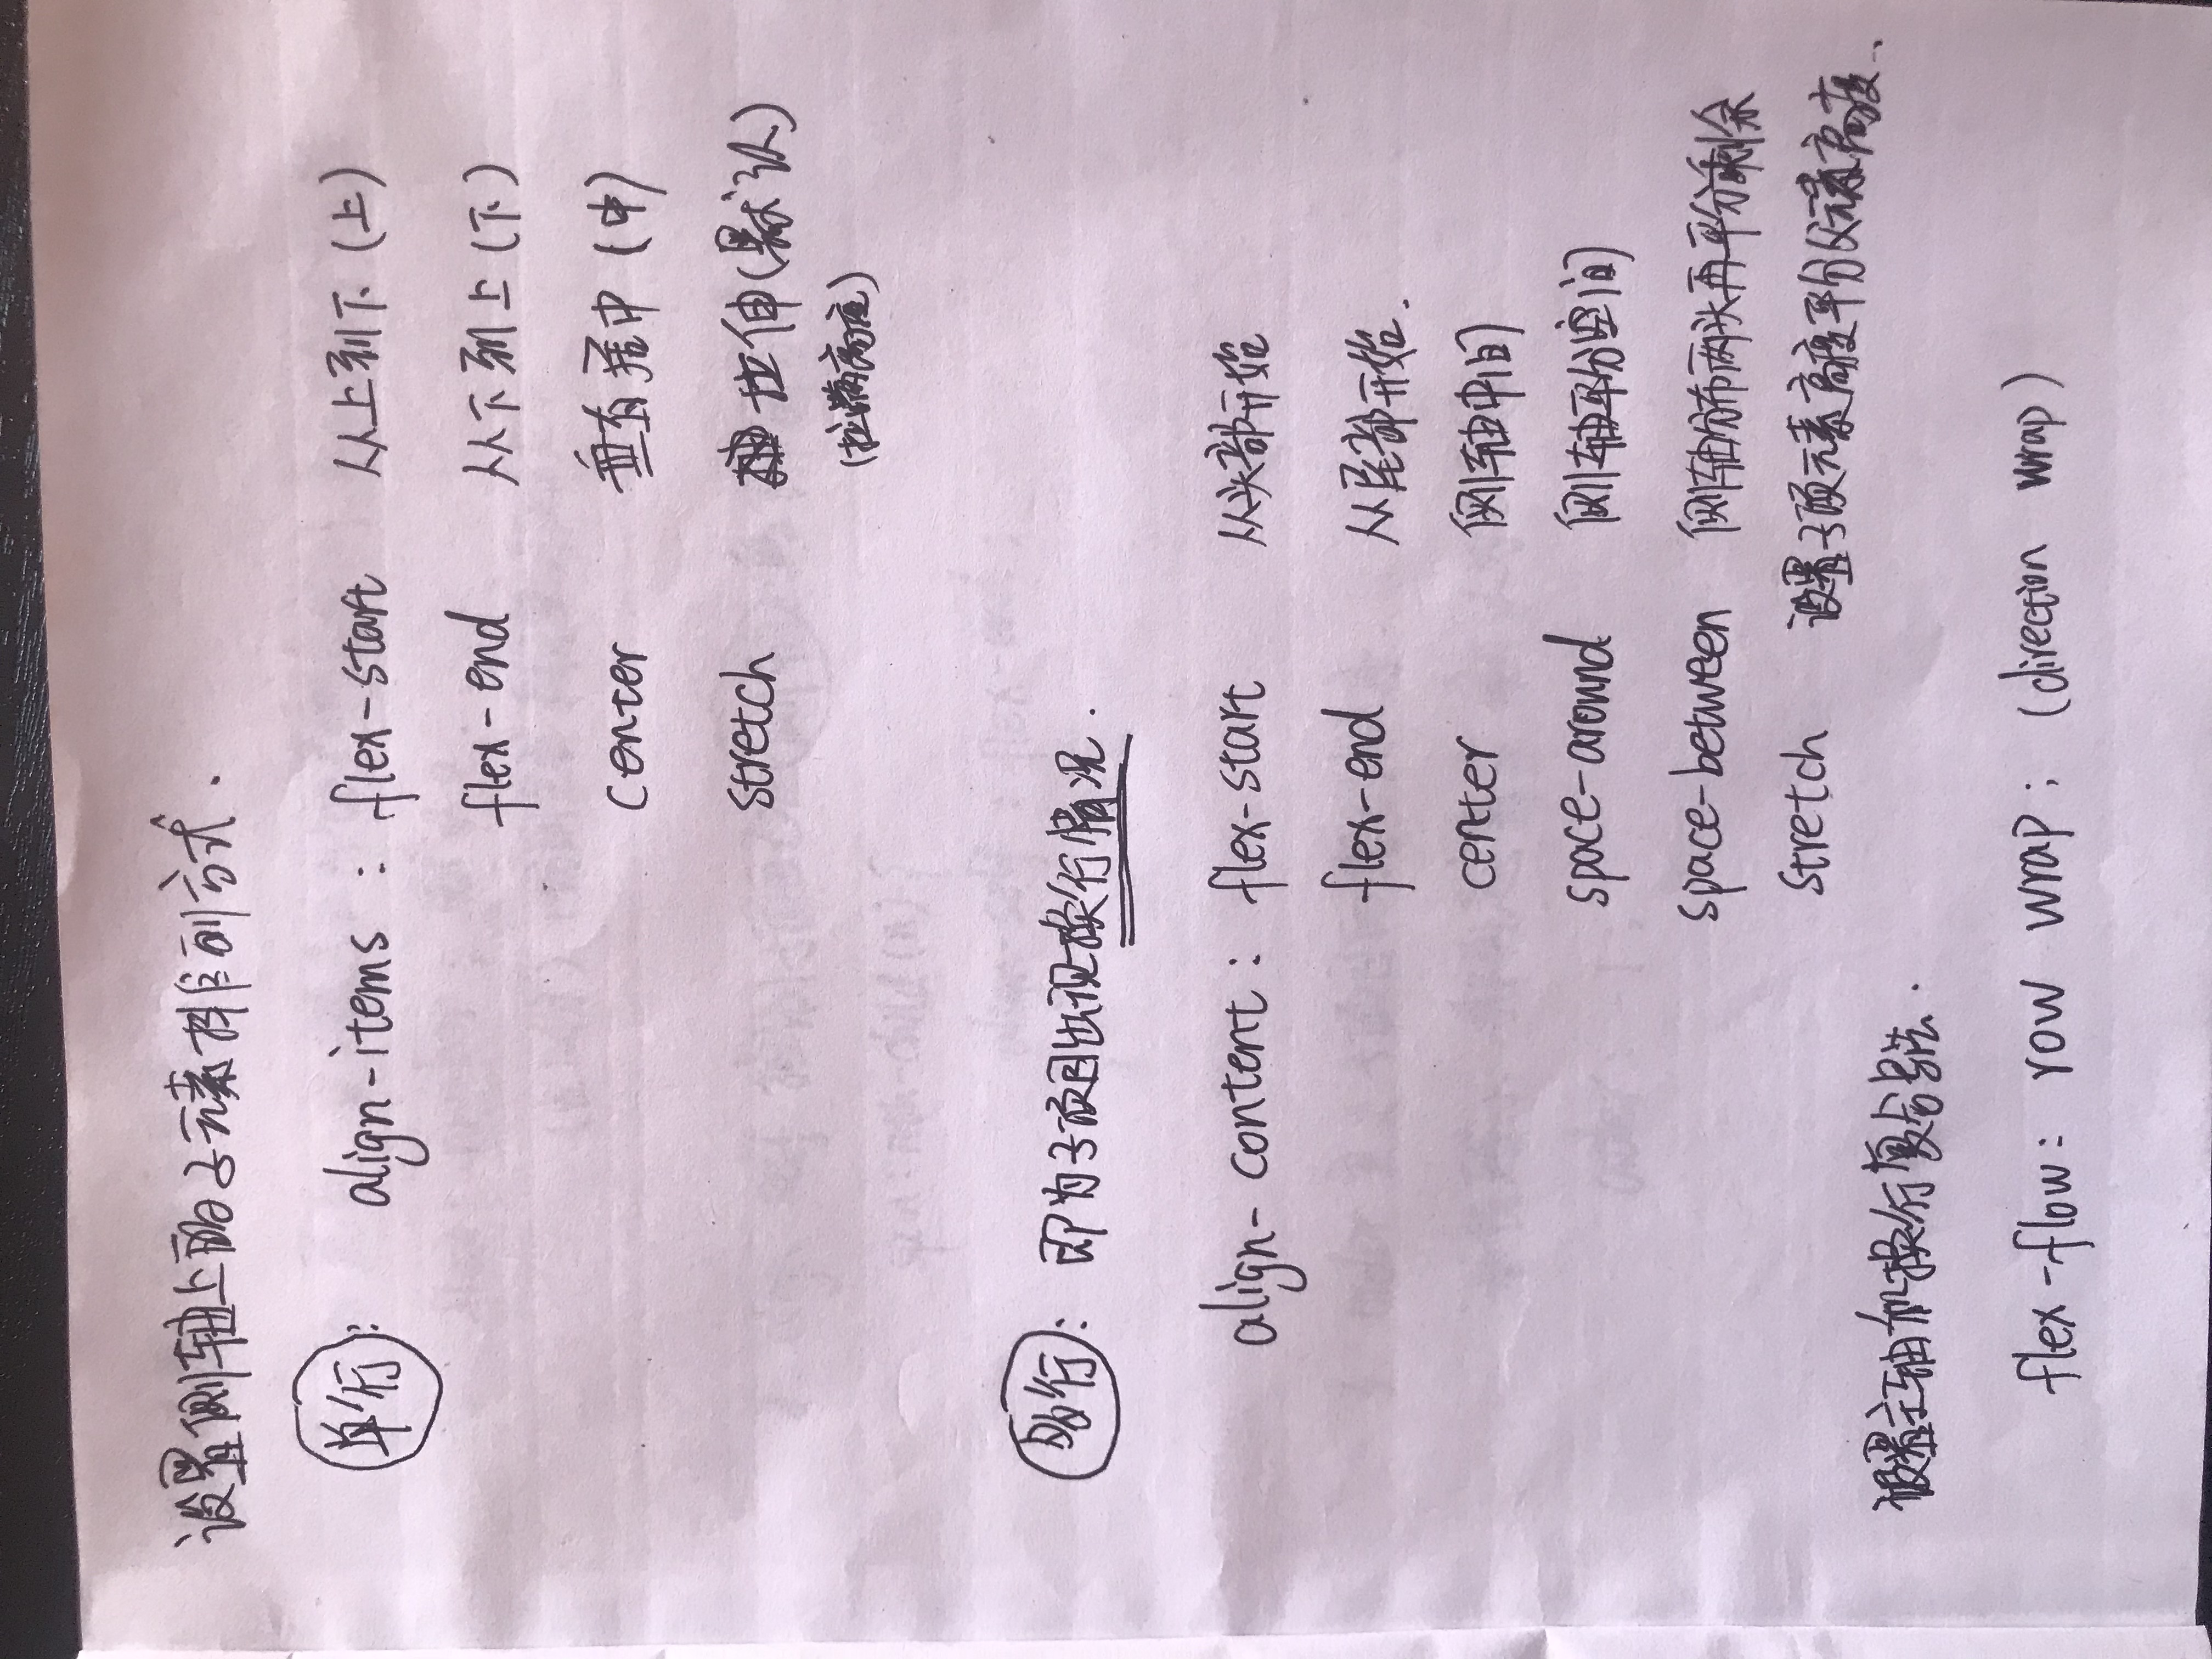 设置侧轴上的子元素排列方式.
单行: align-items : flex-start 从上到下 (上)
flex-end 从下到上 (下)
center 垂直居中 (中)
stretch 拉伸 (默认)
(拉满高度)
多行: 即为子项目出现换行情况.
align-content : flex-start 从头部开始
flex-end 从尾部开始.
center 侧轴中间
space-around 侧轴平分空间
space-between 侧轴分布两头再平分剩余
stretch 设置子项元素高度平分父元素高度.
设置主轴和换行复合写法.
flex-flow: row wrap; (direction wrap)